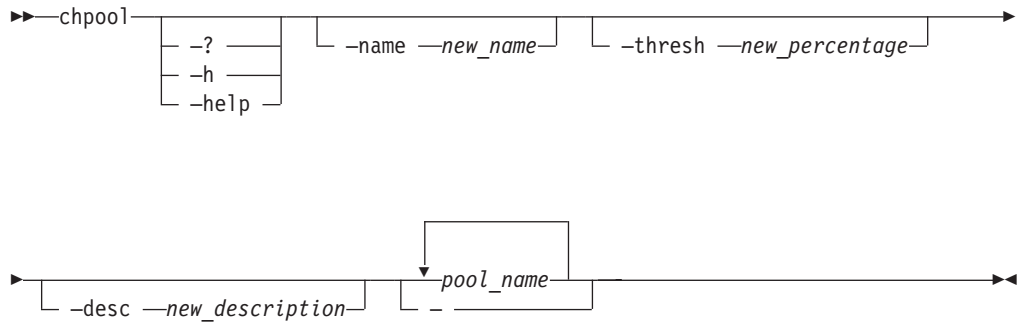 chpool
–?
–h
–help
–name new_name
–thresh new_percentage
–desc new_description
pool_name
–